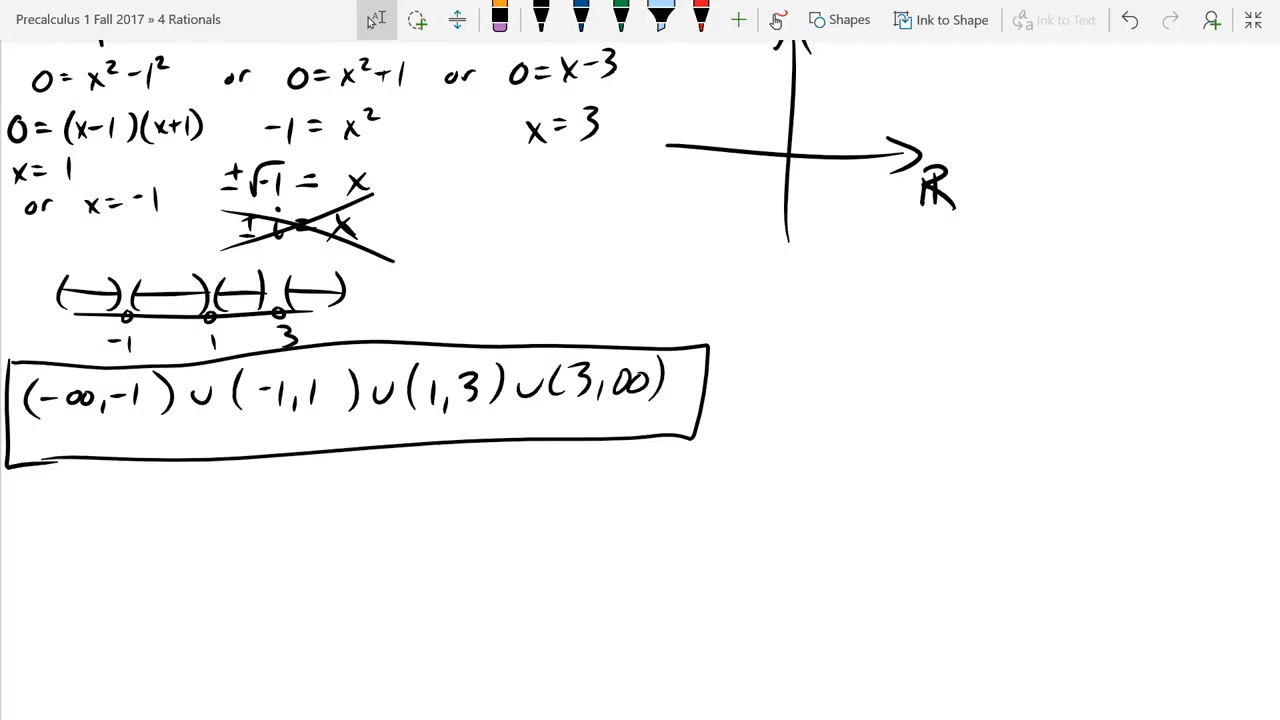 Precalculus 1 Fall 2017 » 4 Rationals
Shapes
Ink to Shape
Ink to Text
0 = x² - 1² or 0 = x² + 1 or 0 = x - 3
0 = (x-1)(x+1) -1 = x² x = 3
x = 1 ±√-1 = x
or x = -1 ± i = x
ℝ
-1 1 3
(-∞,-1) ∪ (-1,1) ∪ (1,3) ∪ (3,∞)